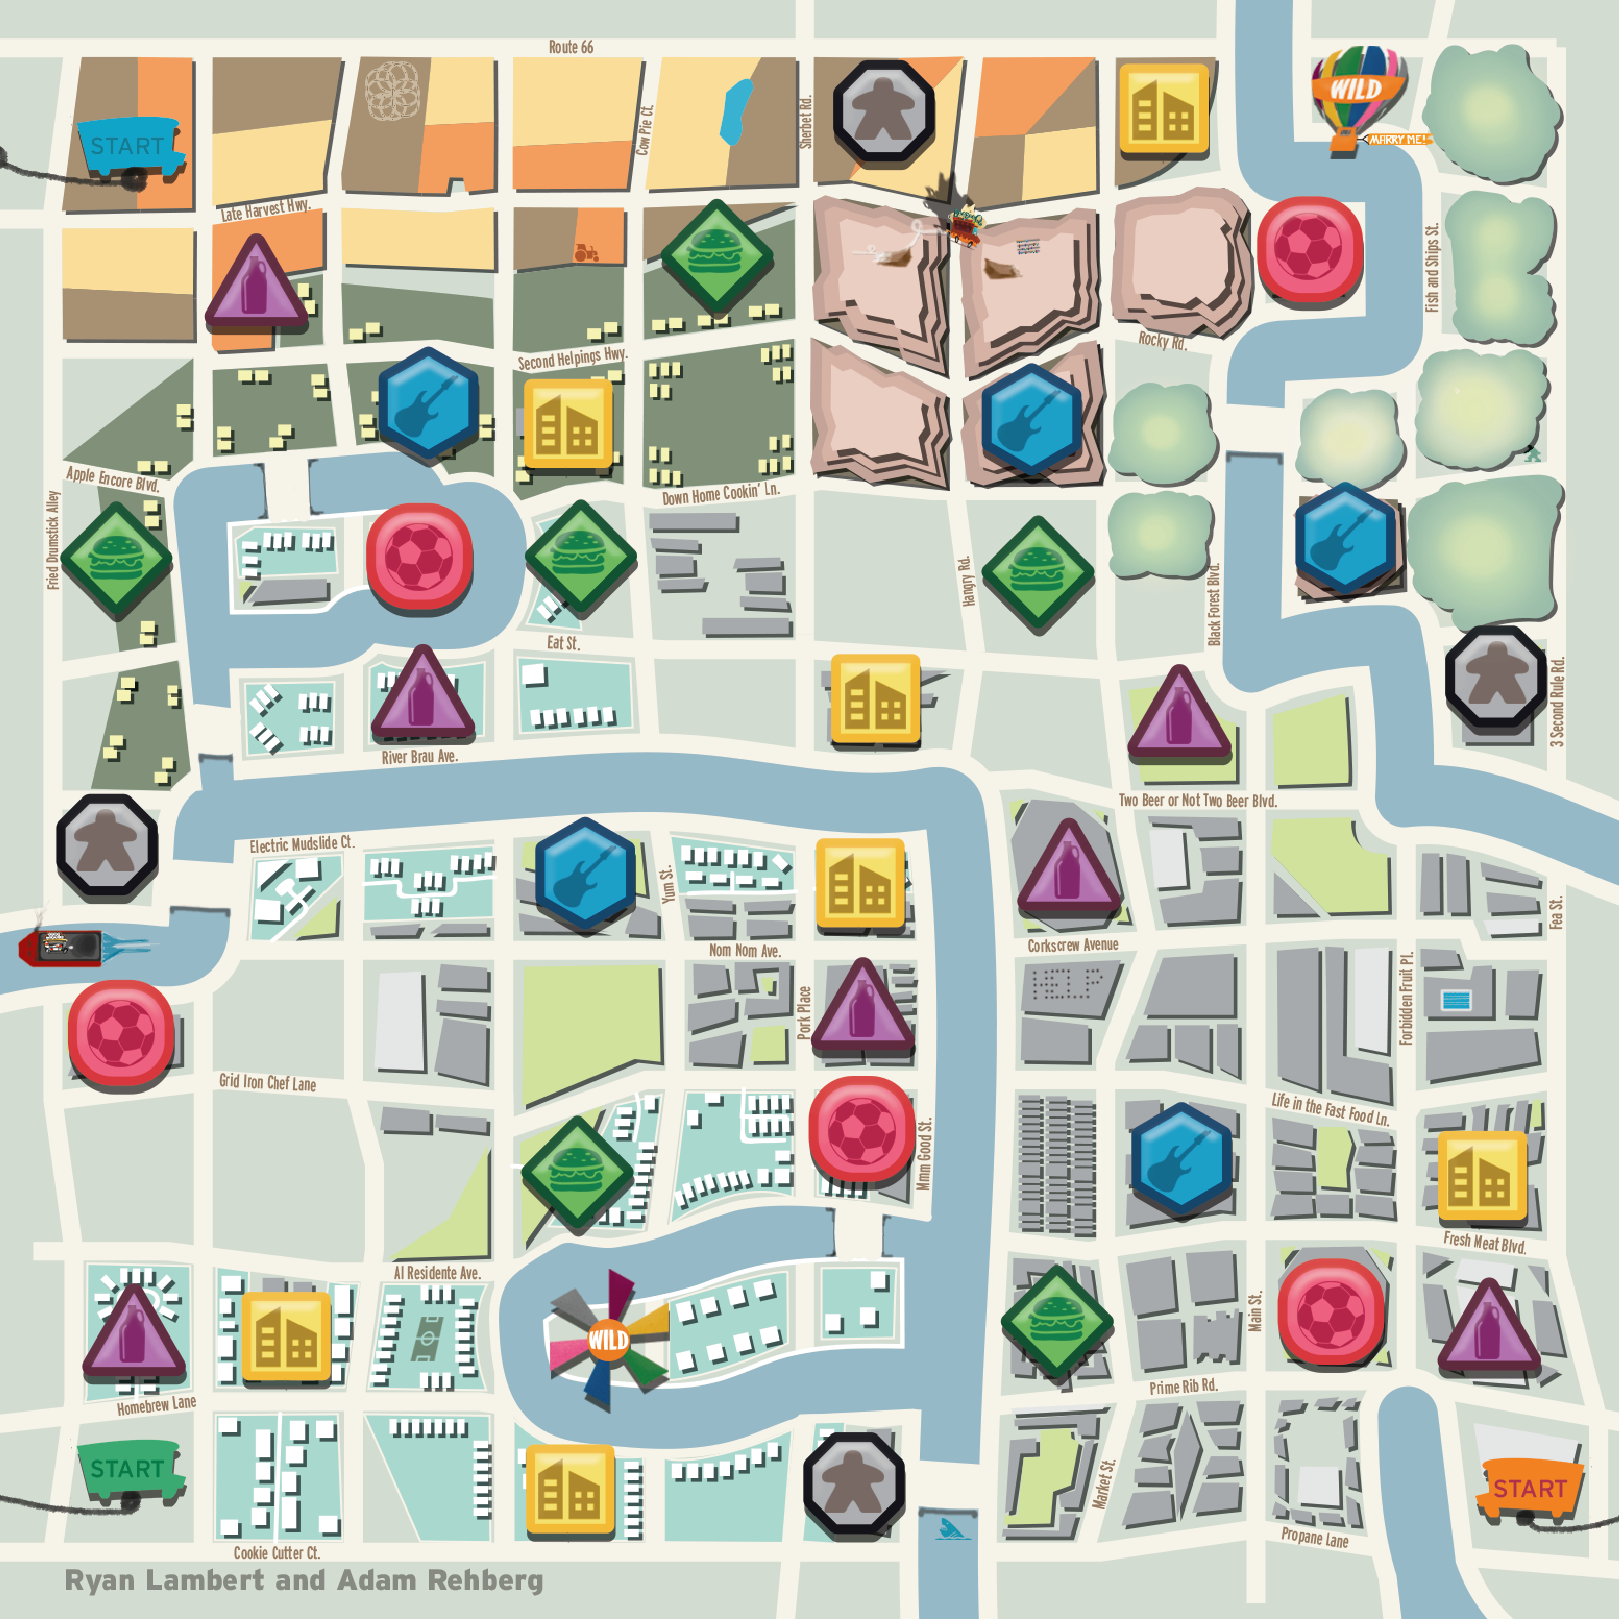 Route 66
Cow Pie Ct.
Sherbet Rd.
WILD
MARRY ME!
START
Late Harvest Hwy.
Fish and Ships St.
Rocky Rd.
Second Helpings Hwy.
Apple Encore Blvd.
Down Home Cookin' Ln.
Fried Drumstick Alley
Hangry Rd.
Black Forest Blvd.
Eat St.
3 Second Rule Rd.
River Brau Ave.
Two Beer or Not Two Beer Blvd.
Electric Mudslide Ct.
Yum St.
Fea St.
Corkscrew Avenue
Nom Nom Ave.
HELP
Pork Place
Forbidden Fruit Pl.
Grid Iron Chef Lane
Life in the Fast Food Ln.
Mmm Good St.
Fresh Meat Blvd.
Al Residente Ave.
Main St.
WILD
Prime Rib Rd.
Homebrew Lane
START
Market St.
START
Propane Lane
Cookie Cutter Ct.
Ryan Lambert and Adam Rehberg